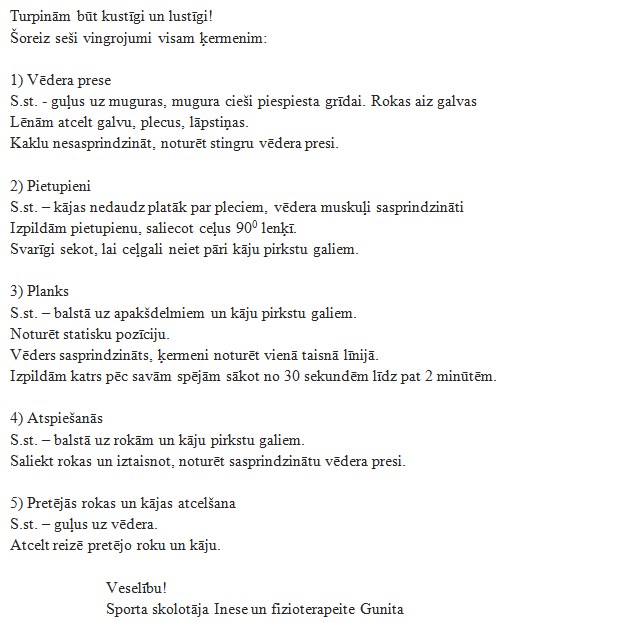 Turpinām būt kustīgi un lustīgi!
Šoreiz seši vingrojumi visam ķermenim:
1) Vēdera prese
S.st. - guļus uz muguras, mugura cieši piespiesta grīdai. Rokas aiz galvas
Lēnām atcelt galvu, plecus, lāpstiņas.
Kaklu nesasprindzināt, noturēt stingru vēdera presi.
2) Pietupieni
S.st. – kājas nedaudz platāk par pleciem, vēdera muskuļi sasprindzināti
Izpildām pietupienu, saliecot ceļus 90⁰ leņķī.
Svarīgi sekot, lai ceļgali neiet pāri kāju pirkstu galiem.
3) Planks
S.st. – balstā uz apakšdelmiem un kāju pirkstu galiem.
Noturēt statisku pozīciju.
Vēders sasprindzināts, ķermeni noturēt vienā taisnā līnijā.
Izpildām katrs pēc savām spējām sākot no 30 sekundēm līdz pat 2 minūtēm.
4) Atspiešanās
S.st. – balstā uz rokām un kāju pirkstu galiem.
Saliekt rokas un iztaisnot, noturēt sasprindzinātu vēdera presi.
5) Pretējās rokas un kājas atcelšana
S.st. – guļus uz vēdera.
Atcelt reizē pretējo roku un kāju.
Veselību!
Sporta skolotāja Inese un fizioterapeite Gunita